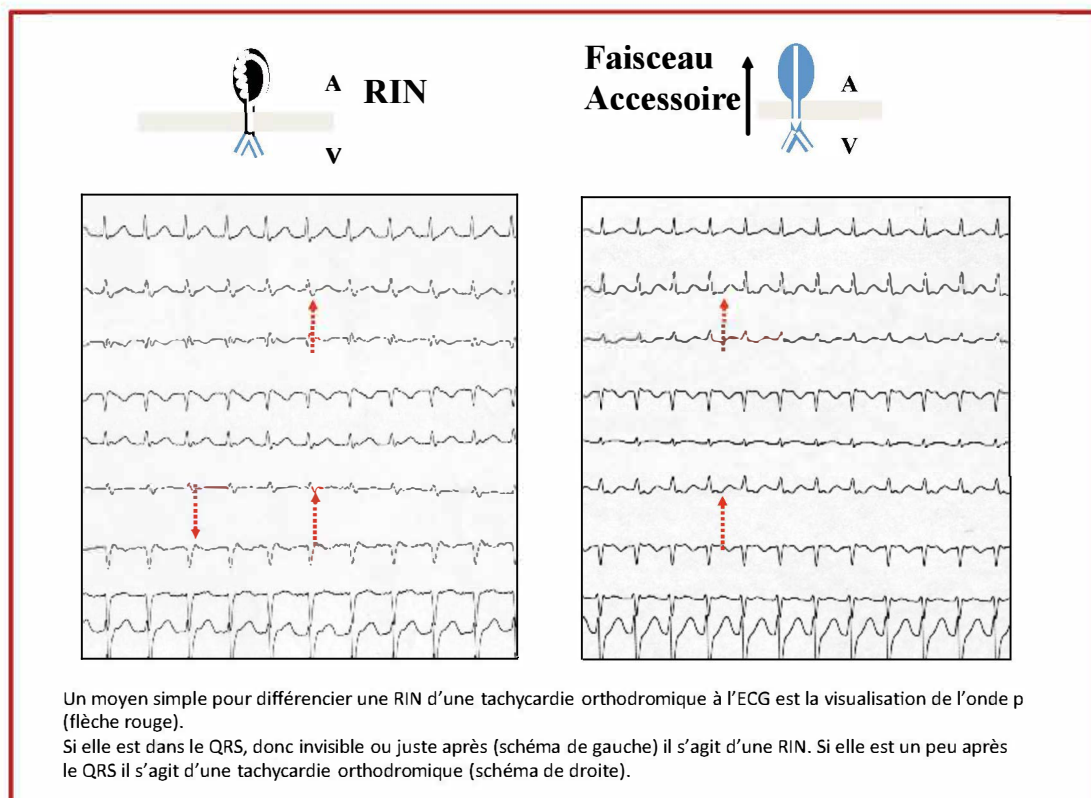 A
RIN
V
Faisceau
Accessoire
A
V
Un moyen simple pour différencier une RIN d'une tachycardie orthodromique à l'ECG est la visualisation de l'onde p
(flèche rouge).
Si elle est dans le QRS, donc invisible ou juste après (schéma de gauche) il s'agit d'une RIN. Si elle est un peu après
le QRS il s'agit d'une tachycardie orthodromique (schéma de droite).